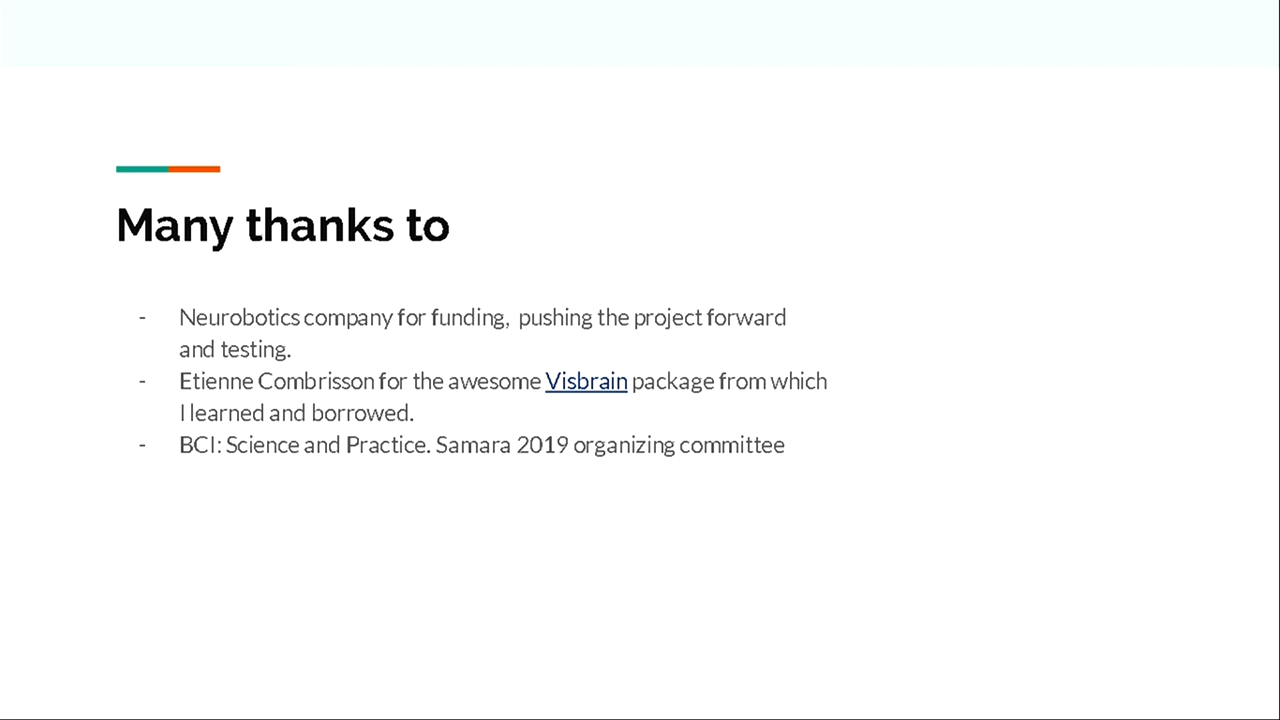 Many thanks to
- Neurobotics company for funding, pushing the project forward
and testing.
- Etienne Combrisson for the awesome Visbrain package from which
I learned and borrowed.
- BCI: Science and Practice. Samara 2019 organizing committee